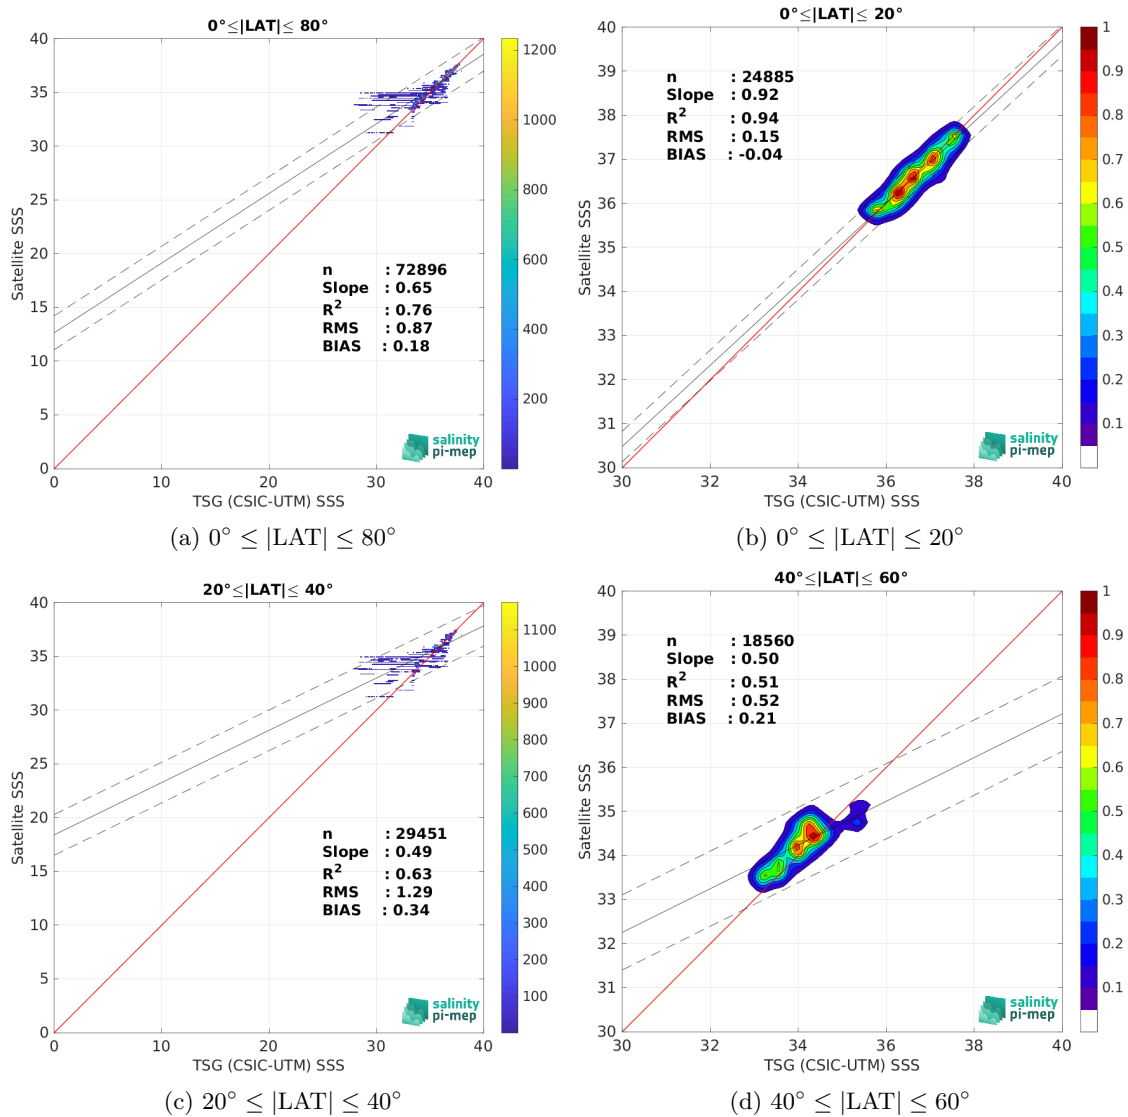 0°≤|LAT|≤ 80°
40
35
30
25
20
15
10
5
0
0
10
20
30
40
Satellite SSS
TSG (CSIC-UTM) SSS
n : 72896
Slope : 0.65
R² : 0.76
RMS : 0.87
BIAS : 0.18
salinity
pi-mep
1200
1000
800
600
400
200
(a) 0° ≤ |LAT| ≤ 80°
0°≤|LAT|≤ 20°
40
39
38
37
36
35
34
33
32
31
30
30
32
34
36
38
40
Satellite SSS
TSG (CSIC-UTM) SSS
n : 24885
Slope : 0.92
R² : 0.94
RMS : 0.15
BIAS : -0.04
salinity
pi-mep
1
0.9
0.8
0.7
0.6
0.5
0.4
0.3
0.2
0.1
(b) 0° ≤ |LAT| ≤ 20°
20°≤|LAT|≤ 40°
40
35
30
25
20
15
10
5
0
0
10
20
30
40
Satellite SSS
TSG (CSIC-UTM) SSS
n : 29451
Slope : 0.49
R² : 0.63
RMS : 1.29
BIAS : 0.34
salinity
pi-mep
1100
1000
900
800
700
600
500
400
300
200
100
(c) 20° ≤ |LAT| ≤ 40°
40°≤|LAT|≤ 60°
40
39
38
37
36
35
34
33
32
31
30
30
32
34
36
38
40
Satellite SSS
TSG (CSIC-UTM) SSS
n : 18560
Slope : 0.50
R² : 0.51
RMS : 0.52
BIAS : 0.21
salinity
pi-mep
1
0.9
0.8
0.7
0.6
0.5
0.4
0.3
0.2
0.1
(d) 40° ≤ |LAT| ≤ 60°